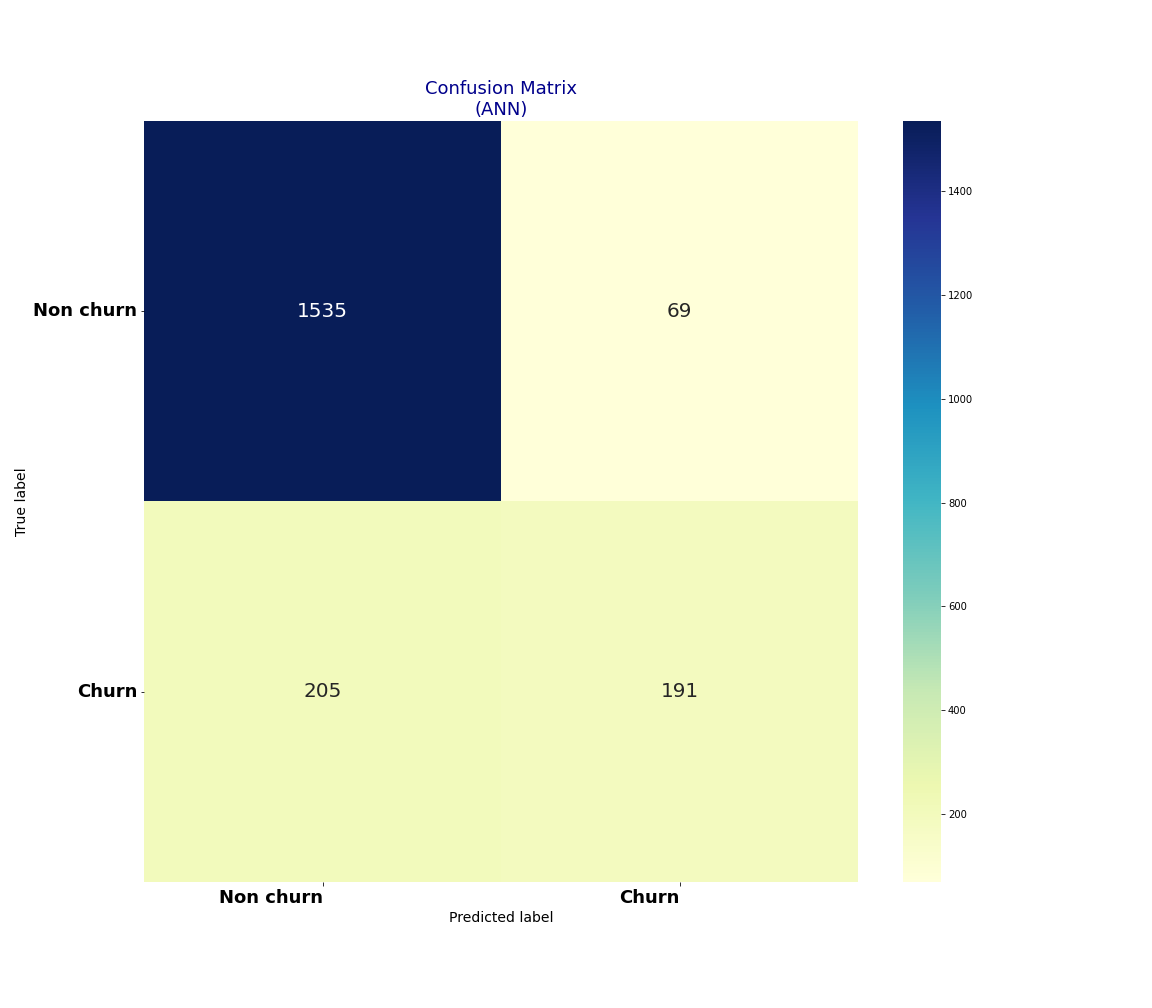 Confusion Matrix
(ANN)
Non churn
1535
69
1400
1200
1000
800
600
400
200
True label
Churn
205
191
Non churn
Churn
Predicted label